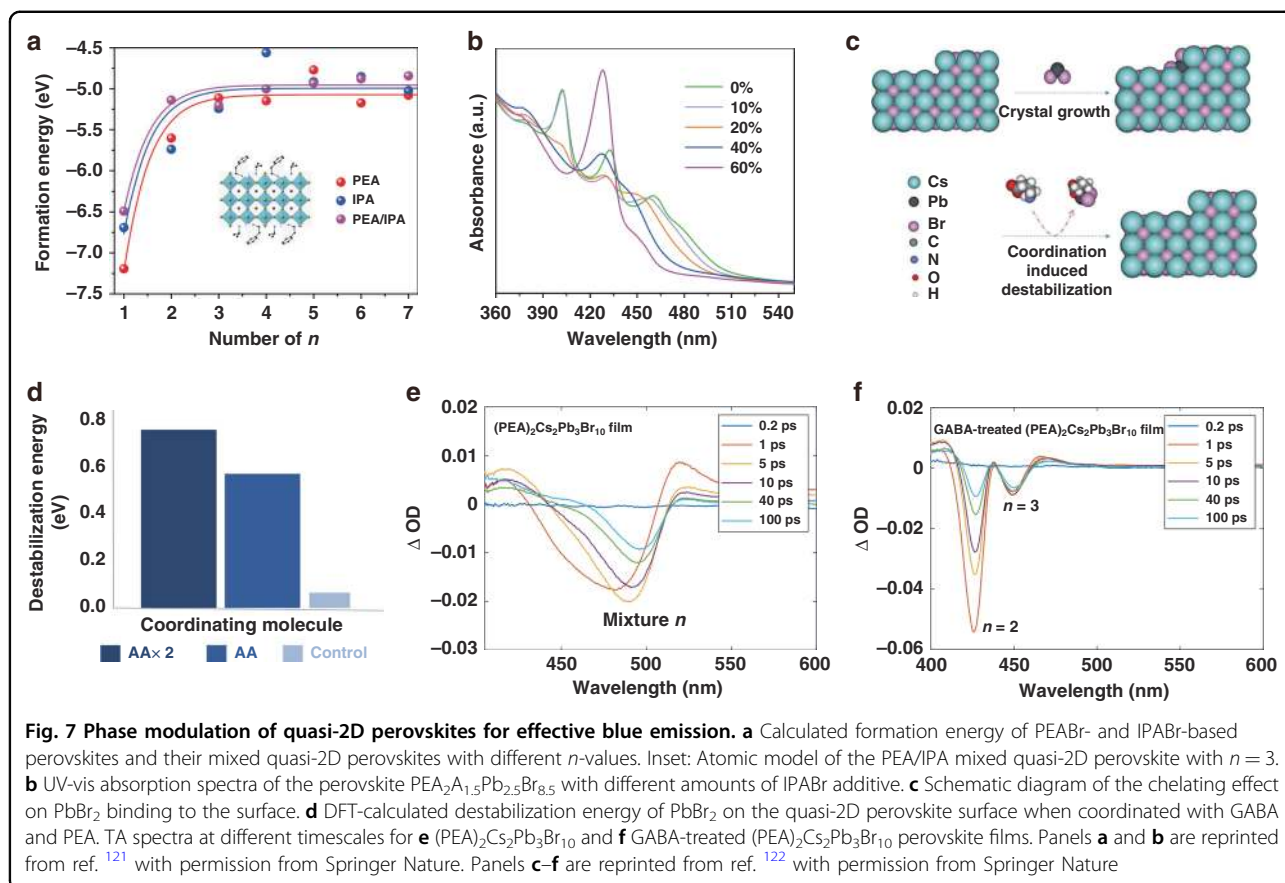 a
Formation energy (eV)
−4.5
−5.0
−5.5
−6.0
−6.5
−7.0
−7.5
1 2 3 4 5 6 7
Number of n
PEA
IPA
PEA/IPA
b
Absorbance (a.u.)
0%
10%
20%
40%
60%
360 390 420 450 480 510 540
Wavelength (nm)
c
Crystal growth
Cs
Pb
Br
C
N
O
H
Coordination
induced
destabilization
d
Destabilization energy
(eV)
0.8
0.6
0.4
0.2
0.0
Coordinating molecule
AA× 2 AA Control
e
Δ OD
0.02
0.01
0
−0.01
−0.02
−0.03
(PEA)₂Cs₂Pb₃Br₁₀ film
0.2 ps
1 ps
5 ps
10 ps
40 ps
100 ps
Mixture n
450 500 550 600
Wavelength (nm)
f
Δ OD
0.02
0
−0.02
−0.04
−0.06
GABA-treated (PEA)₂Cs₂Pb₃Br₁₀ film
0.2 ps
1 ps
5 ps
10 ps
40 ps
100 ps
n = 3
n = 2
400 450 500 550 600
Wavelength (nm)
Fig. 7 Phase modulation of quasi-2D perovskites for effective blue emission. a Calculated formation energy of PEABr- and IPABr-based
perovskites and their mixed quasi-2D perovskites with different n-values. Inset: Atomic model of the PEA/IPA mixed quasi-2D perovskite with n = 3.
b UV-vis absorption spectra of the perovskite PEA₂A₁.₅Pb₂.₅Br₈.₅ with different amounts of IPABr additive. c Schematic diagram of the chelating effect
on PbBr₂ binding to the surface. d DFT-calculated destabilization energy of PbBr₂ on the quasi-2D perovskite surface when coordinated with GABA
and PEA. TA spectra at different timescales for e (PEA)₂Cs₂Pb₃Br₁₀ and f GABA-treated (PEA)₂Cs₂Pb₃Br₁₀ perovskite films. Panels a and b are reprinted
from ref. ¹²¹ with permission from Springer Nature. Panels c–f are reprinted from ref. ¹²² with permission from Springer Nature